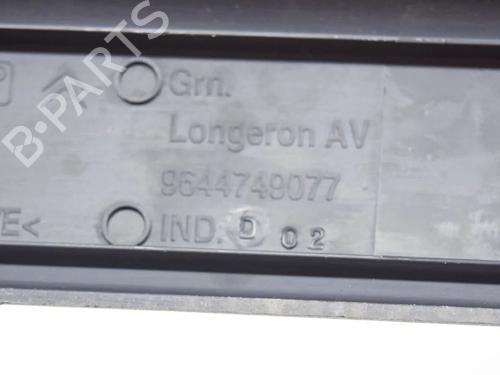 B-PARTS
P Grn.
Longeron AV
9644749077
E< IND. D 02